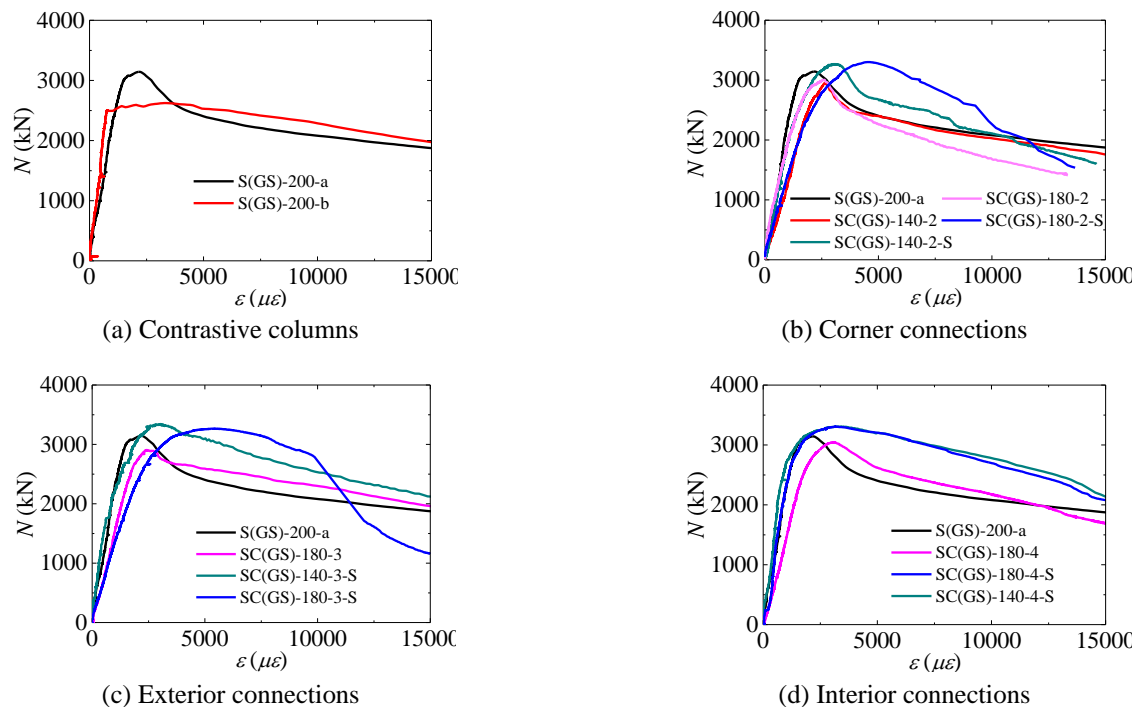 4000
3000
2000
1000
0
N (kN)
S(GS)-200-a
S(GS)-200-b
0 5000 10000 15000
ε (με)
(a) Contrastive columns
4000
3000
2000
1000
0
N (kN)
S(GS)-200-a SC(GS)-180-2
SC(GS)-140-2 SC(GS)-180-2-S
SC(GS)-140-2-S
0 5000 10000 15000
ε (με)
(b) Corner connections
4000
3000
2000
1000
0
N (kN)
S(GS)-200-a
SC(GS)-180-3
SC(GS)-140-3-S
SC(GS)-180-3-S
0 5000 10000 15000
ε (με)
(c) Exterior connections
4000
3000
2000
1000
0
N (kN)
S(GS)-200-a
SC(GS)-180-4
SC(GS)-180-4-S
SC(GS)-140-4-S
0 5000 10000 15000
ε (με)
(d) Interior connections